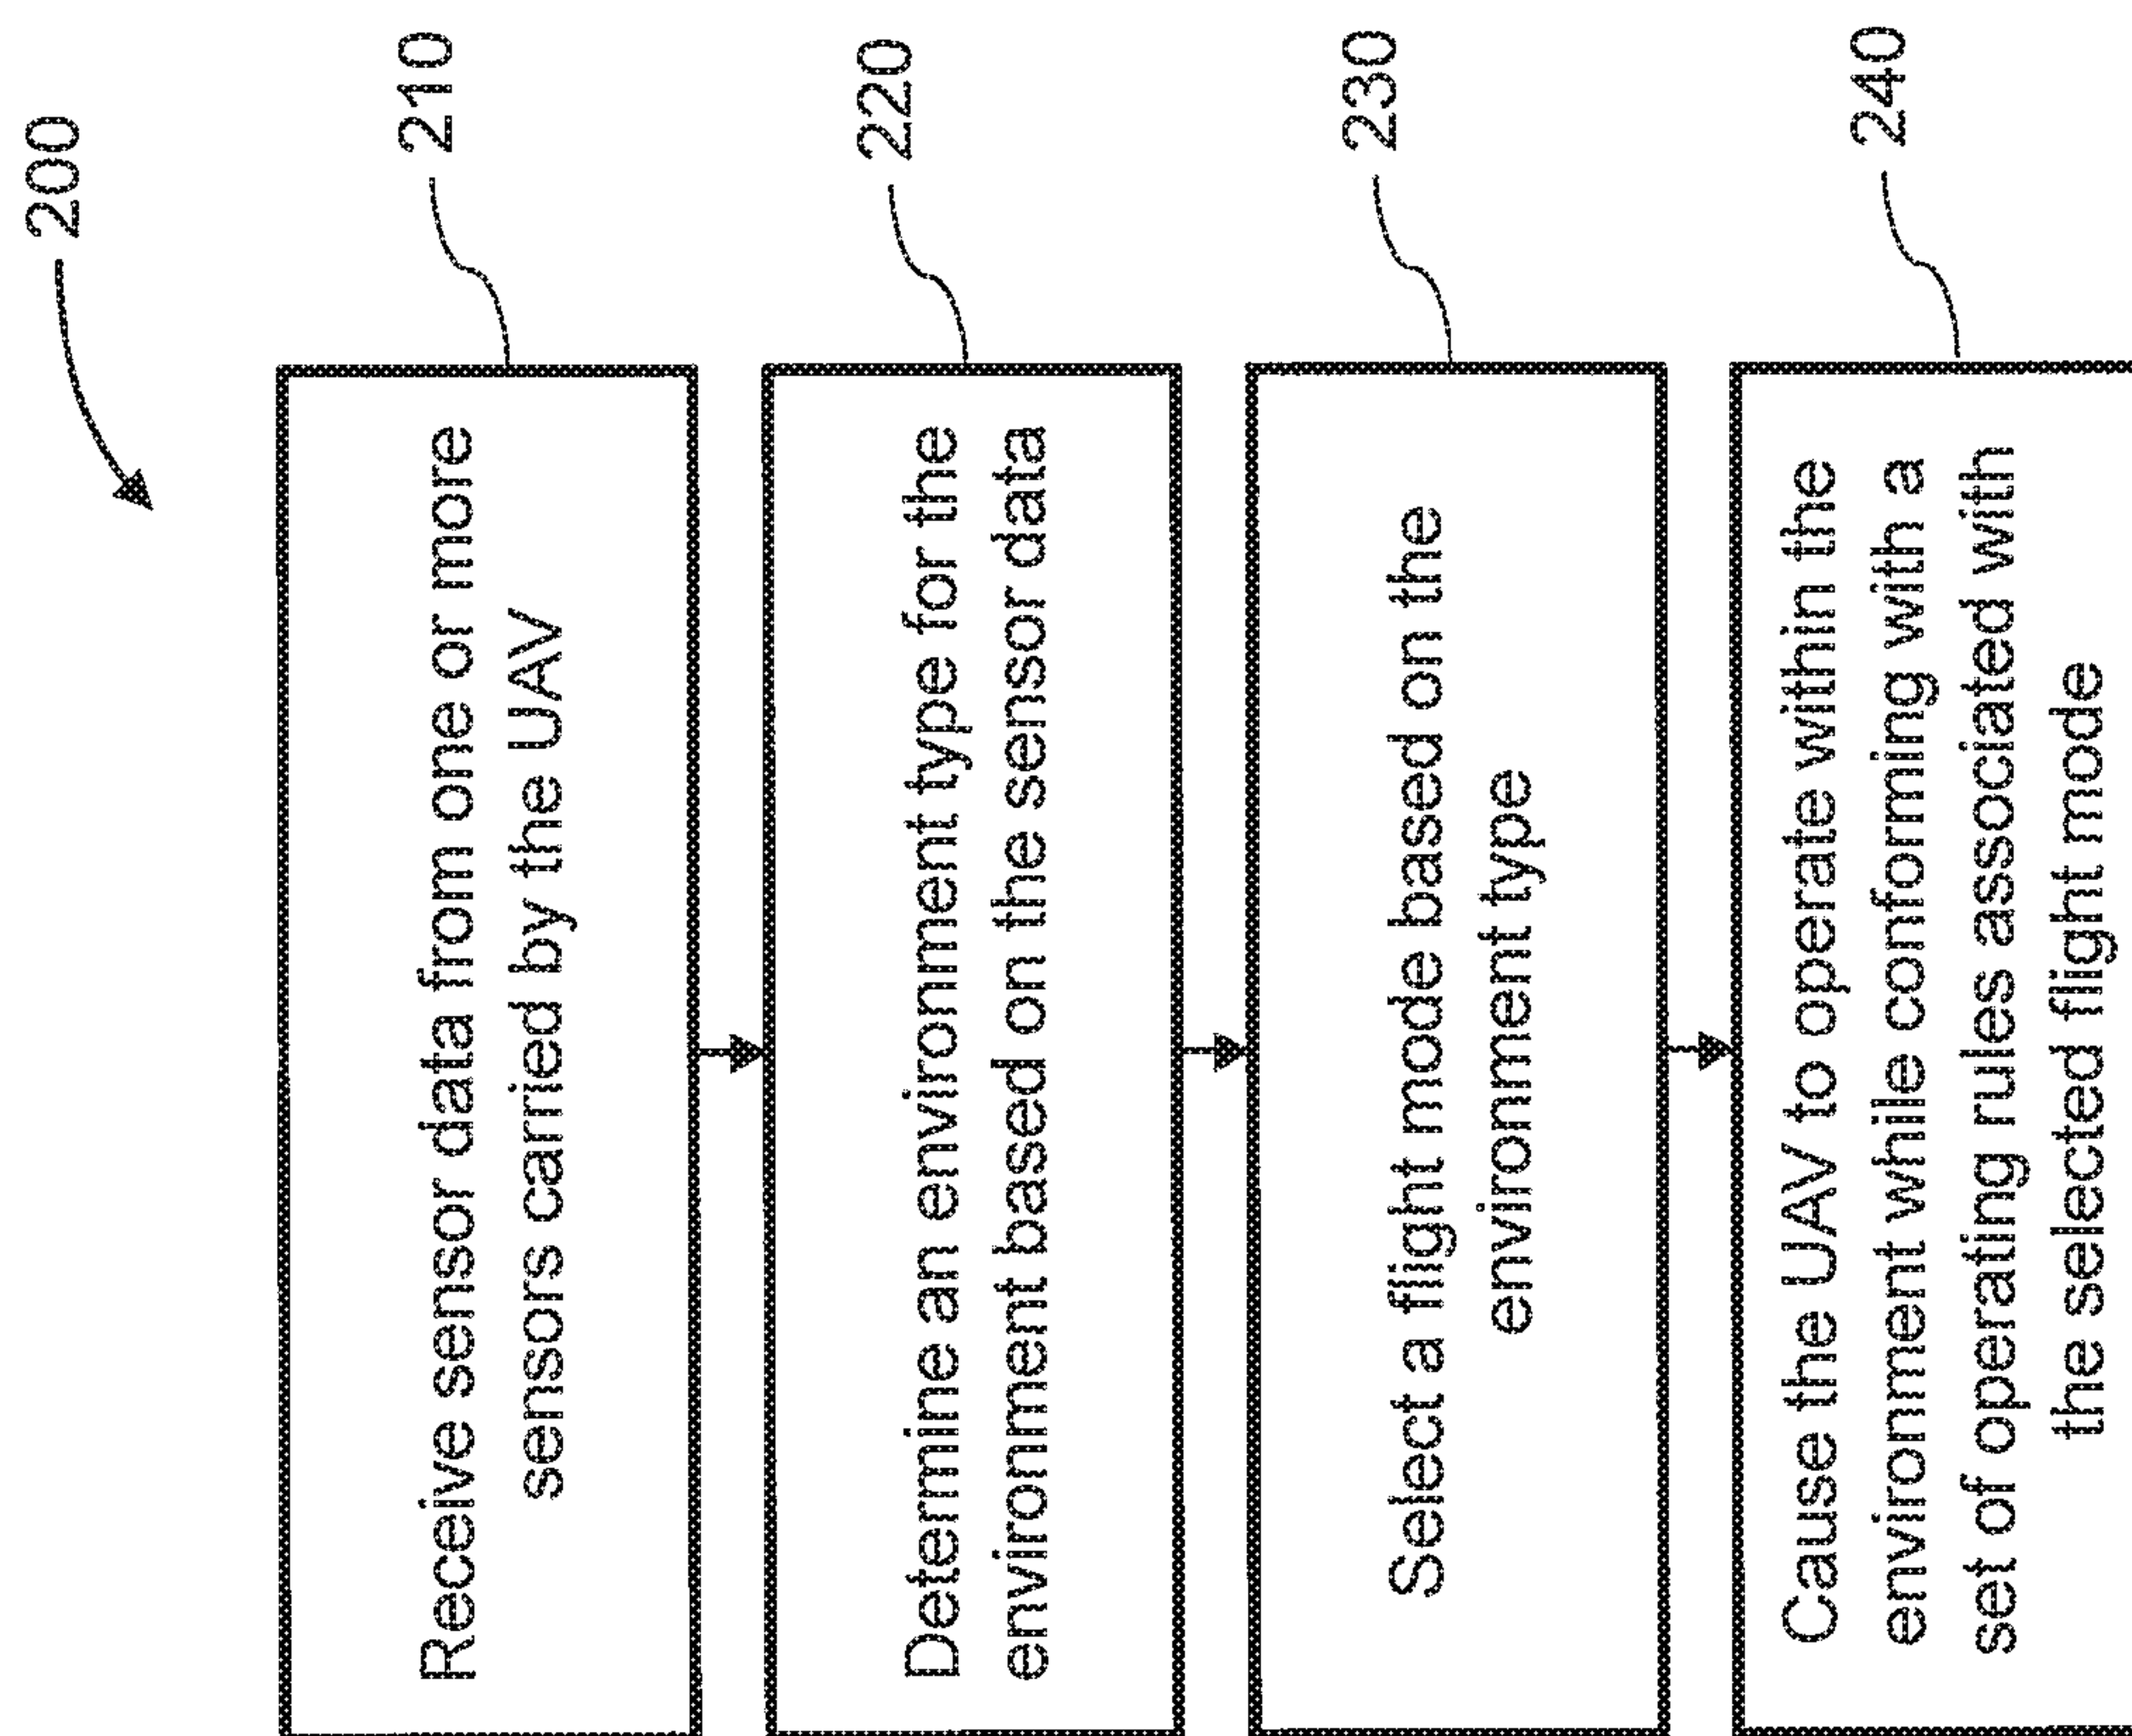 200
Receive sensor data from one or more
sensors carried by the UAV
210
Determine an environment type for the
environment based on the sensor data
220
Select a flight mode based on the
environment type
230
Cause the UAV to operate within the
environment while conforming with a
set of operating rules associated with
the selected flight mode
240